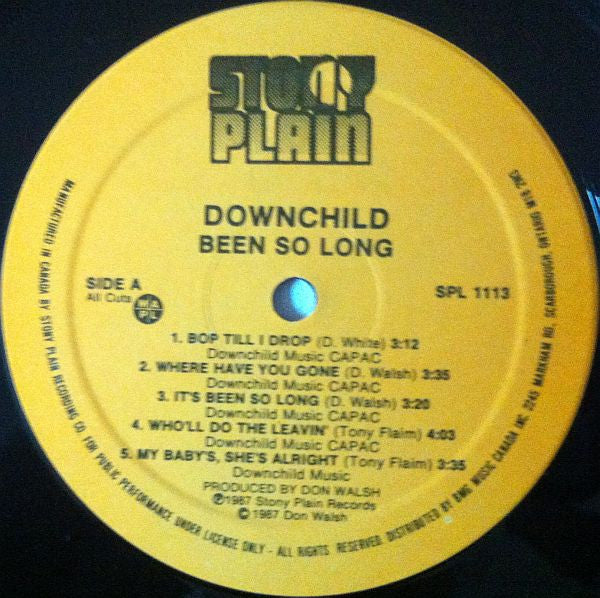 STONY
PLAIN
DOWNCHILD
BEEN SO LONG
SIDE A
All Cuts
M A
P L
SPL 1113
1. BOP TILL I DROP (D. White) 3:12
Downchild Music CAPAC
2. WHERE HAVE YOU GONE (D. Walsh) 3:35
Downchild Music CAPAC
3. IT'S BEEN SO LONG (D. Walsh) 3:20
Downchild Music CAPAC
4. WHO'LL DO THE LEAVIN' (Tony Flaim) 4:03
Downchild Music CAPAC
5. MY BABY'S, SHE'S ALRIGHT (Tony Flaim) 3:35
Downchild Music
PRODUCED BY DON WALSH
℗1987 Stony Plain Records
©1987 Don Walsh
MANUFACTURED IN CANADA BY STONY PLAIN RECORDING CO. FOR PUBLIC PERFORMANCE UNDER LICENSE ONLY - ALL RIGHTS RESERVED DISTRIBUTED BY BMG MUSIC CANADA INC. 2245 MARKHAM RD, SCARBOROUGH ONTARIO